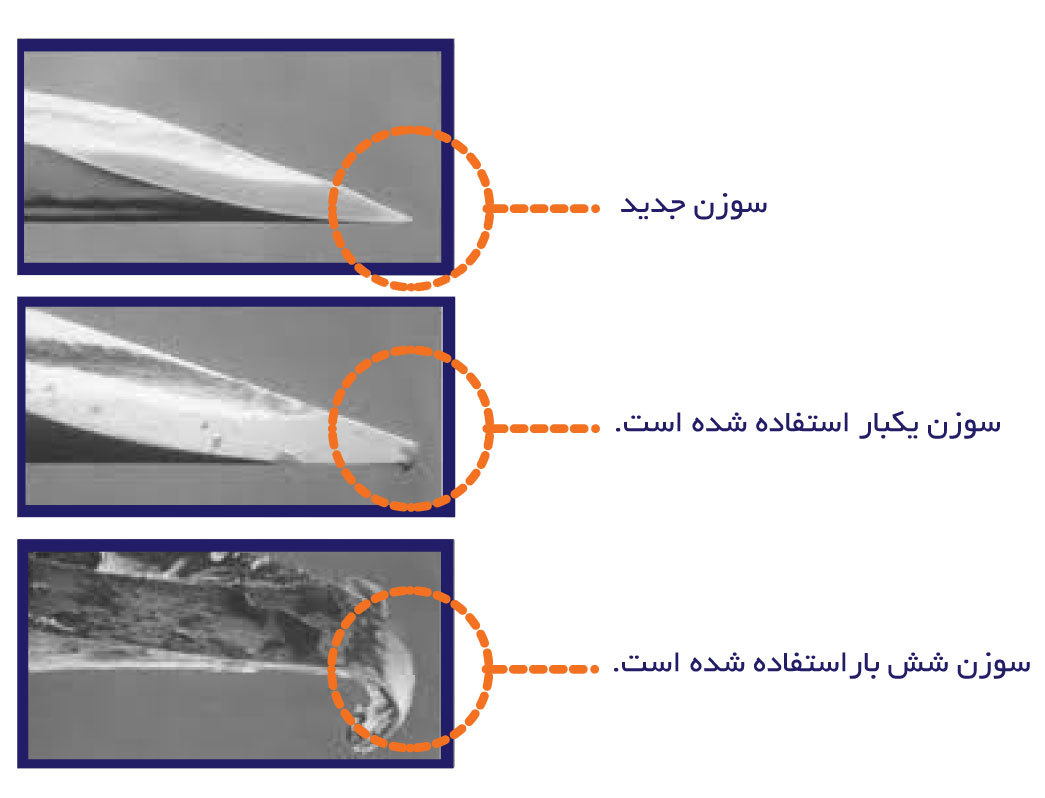 سوزن جدید
سوزن یکبار استفاده شده است.
سوزن شش بار استفاده شده است.